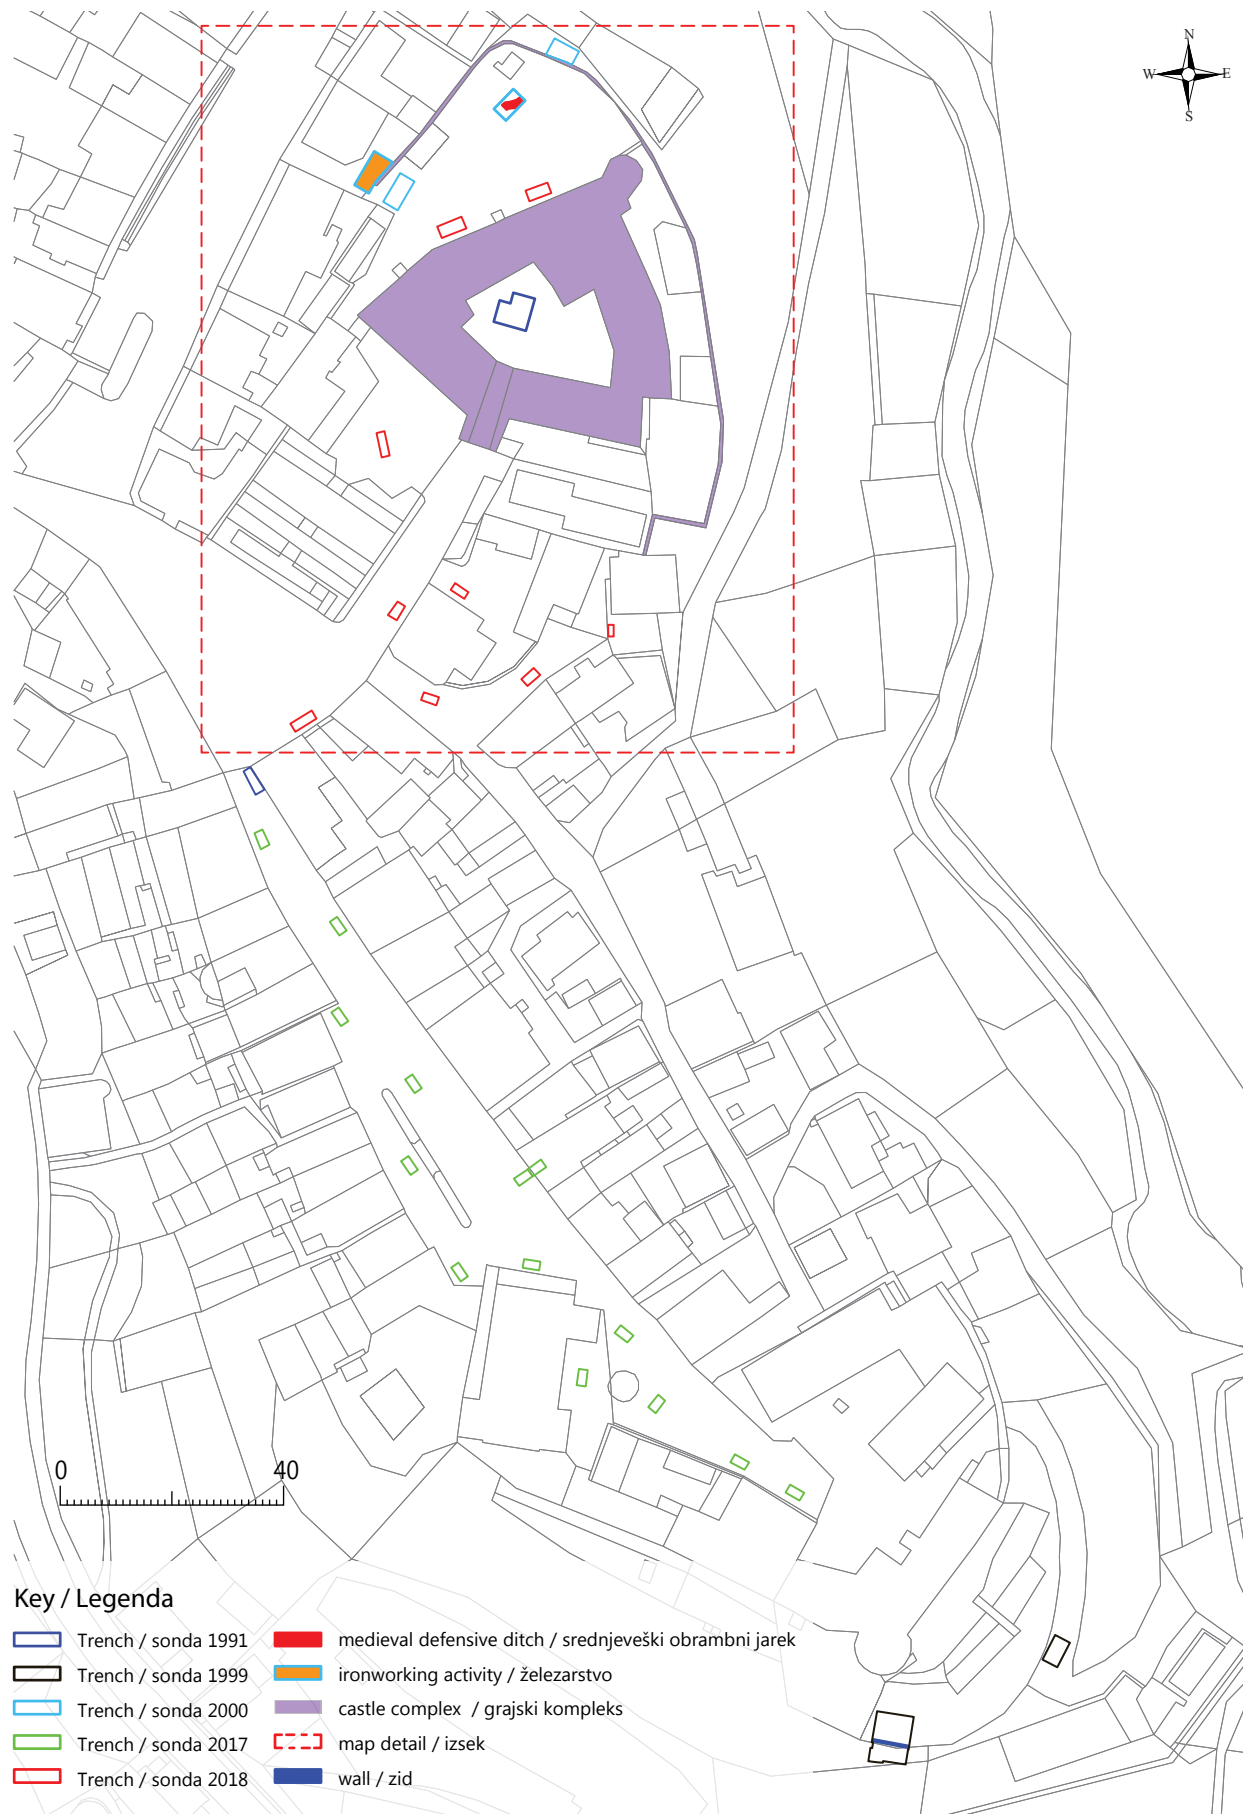 N
W E
S
0 40
Key / Legenda
Trench / sonda 1991
Trench / sonda 1999
Trench / sonda 2000
Trench / sonda 2017
Trench / sonda 2018
medieval defensive ditch / srednjeveški obrambni jarek
ironworking activity / železarstvo
castle complex / grajski kompleks
map detail / izsek
wall / zid